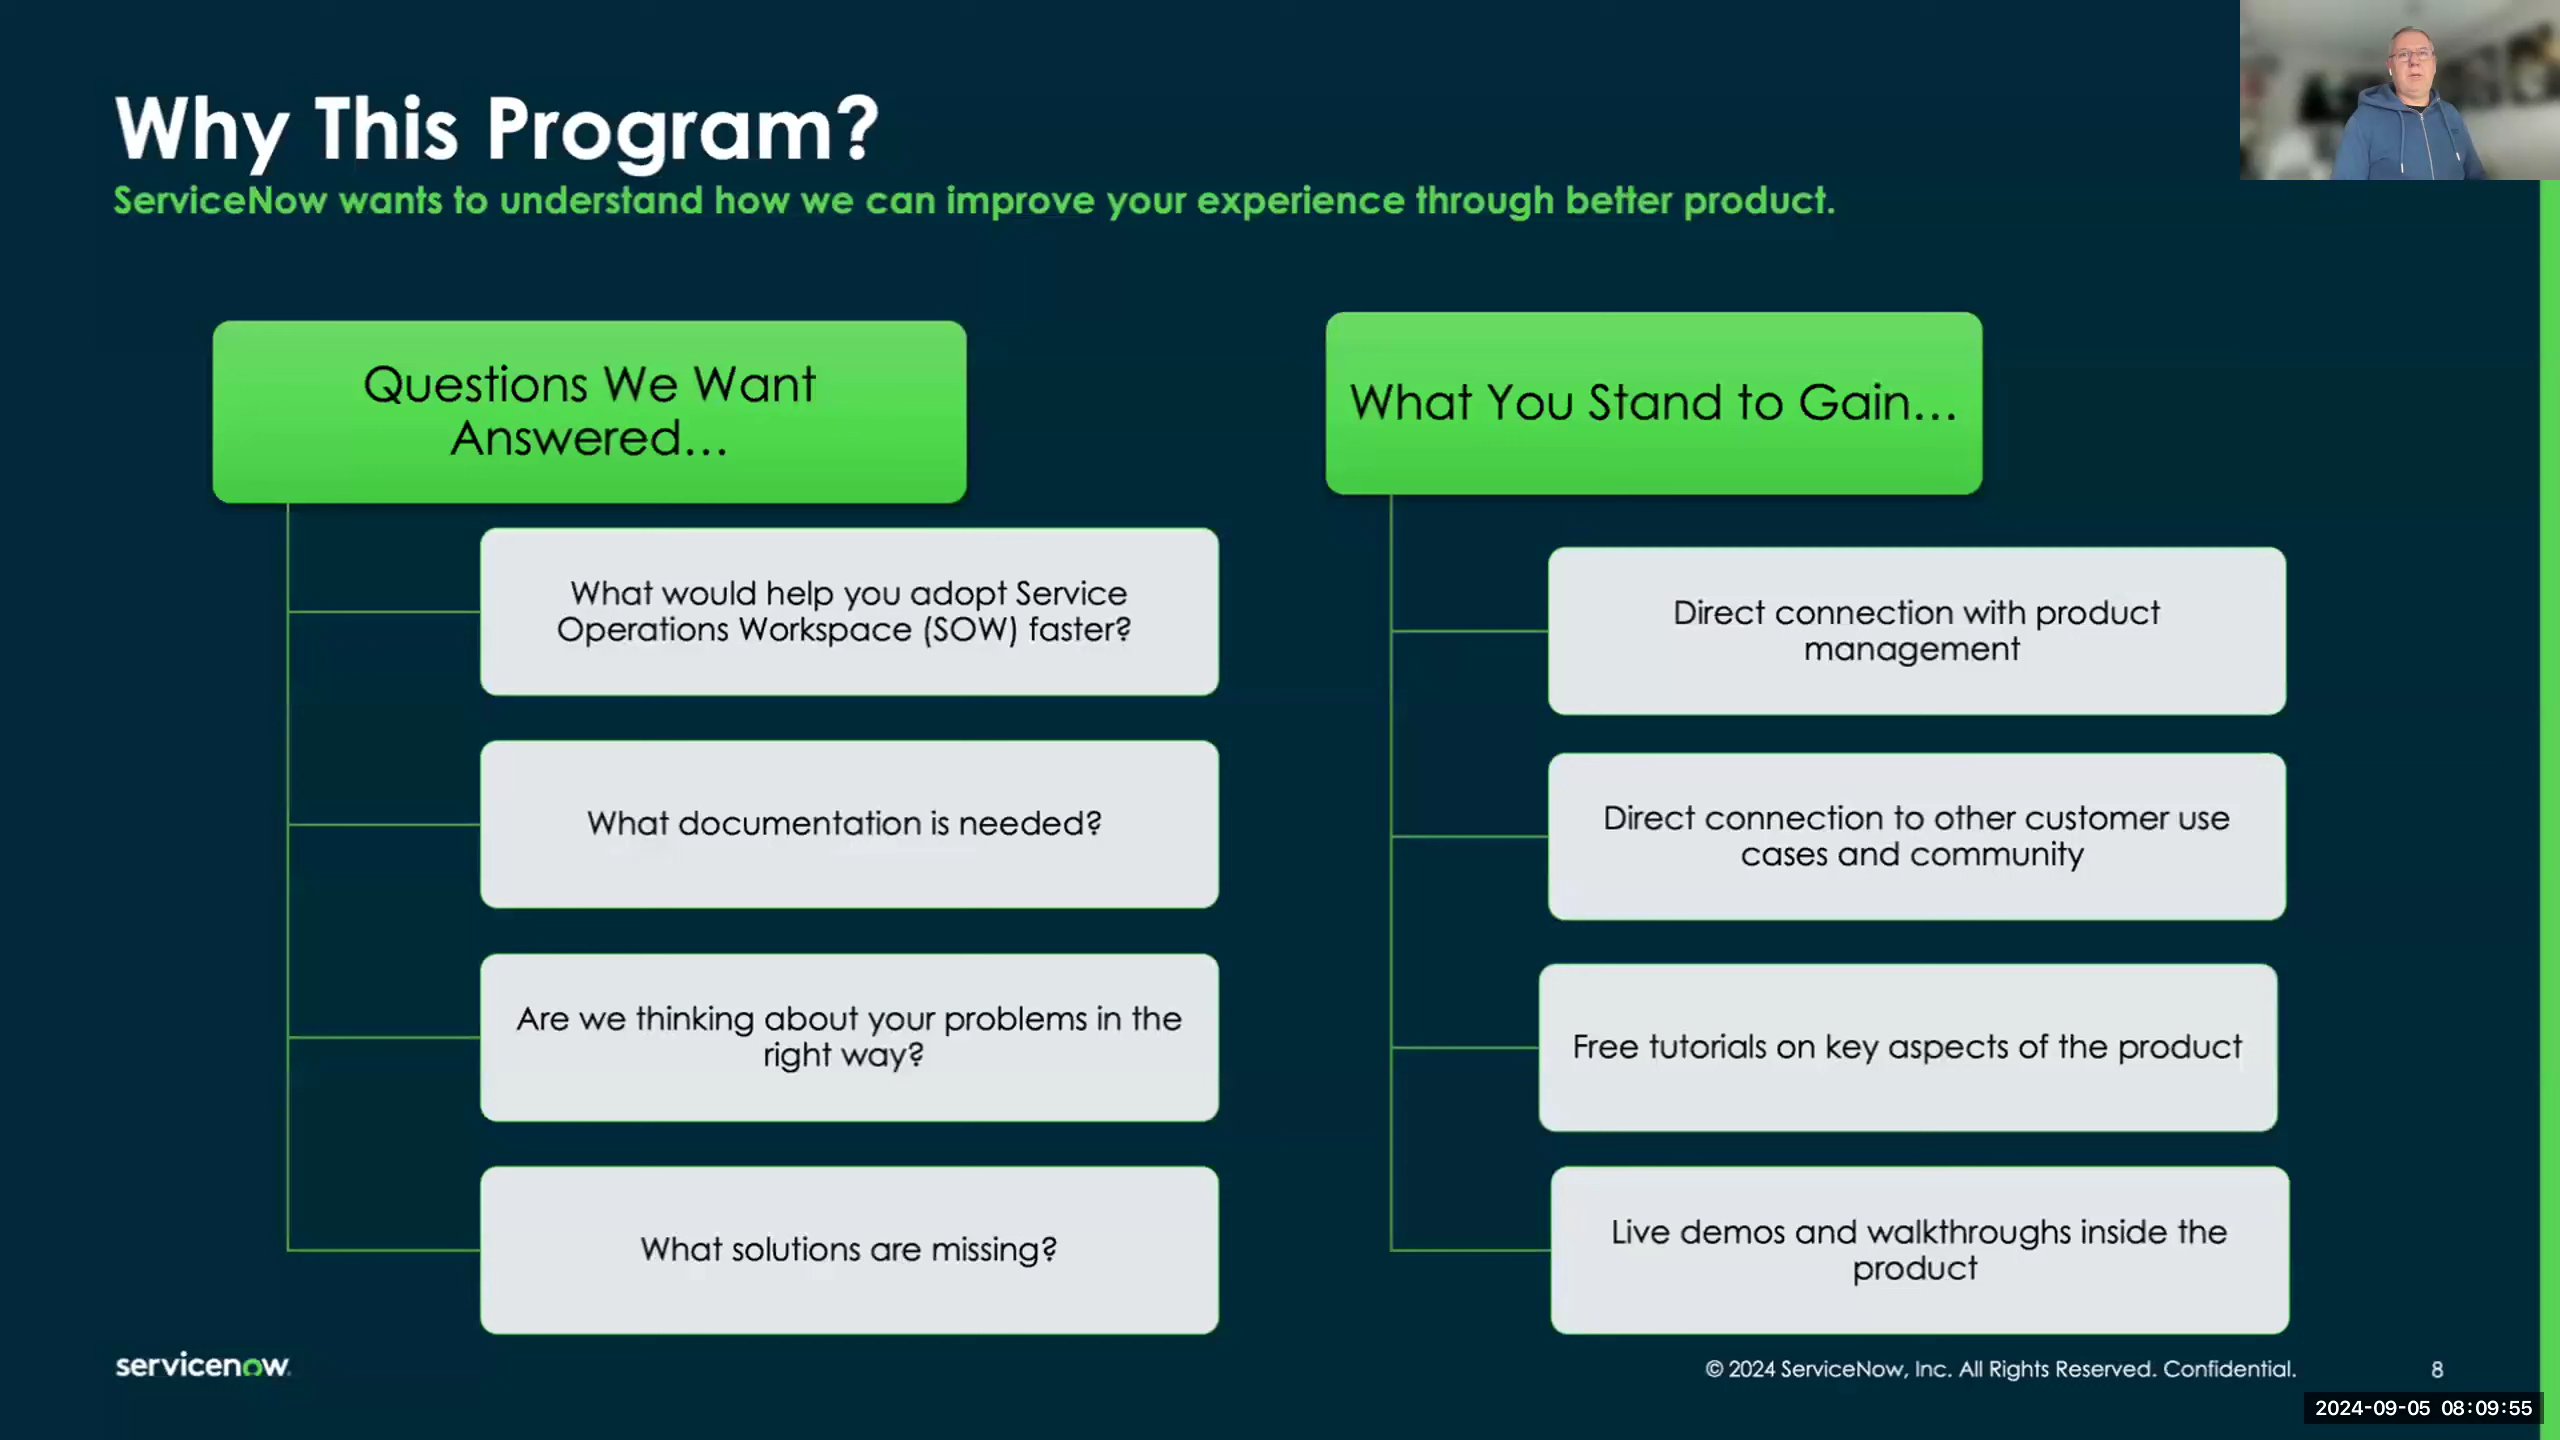 Why This Program?
ServiceNow wants to understand how we can improve your experience through better product.
Questions We Want
Answered...
What would help you adopt Service
Operations Workspace (SOW) faster?
What documentation is needed?
Are we thinking about your problems in the
right way?
What solutions are missing?
What You Stand to Gain...
Direct connection with product
management
Direct connection to other customer use
cases and community
Free tutorials on key aspects of the product
Live demos and walkthroughs inside the
product
servicenow.
© 2024 ServiceNow, Inc. All Rights Reserved. Confidential.
8
2024-09-05 08:09:55